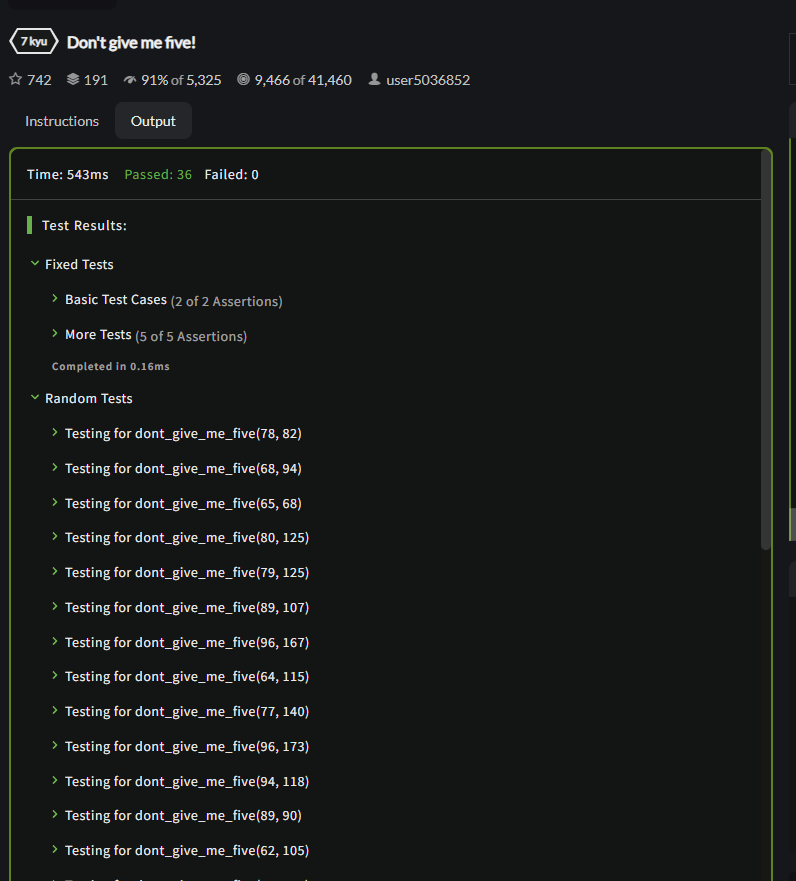 7 kyu Don't give me five!
742 191 91% of 5,325 9,466 of 41,460 user5036852
Instructions Output
Time: 543ms Passed: 36 Failed: 0
Test Results:
Fixed Tests
Basic Test Cases (2 of 2 Assertions)
More Tests (5 of 5 Assertions)
Completed in 0.16ms
Random Tests
Testing for dont_give_me_five(78, 82)
Testing for dont_give_me_five(68, 94)
Testing for dont_give_me_five(65, 68)
Testing for dont_give_me_five(80, 125)
Testing for dont_give_me_five(79, 125)
Testing for dont_give_me_five(89, 107)
Testing for dont_give_me_five(96, 167)
Testing for dont_give_me_five(64, 115)
Testing for dont_give_me_five(77, 140)
Testing for dont_give_me_five(96, 173)
Testing for dont_give_me_five(94, 118)
Testing for dont_give_me_five(89, 90)
Testing for dont_give_me_five(62, 105)